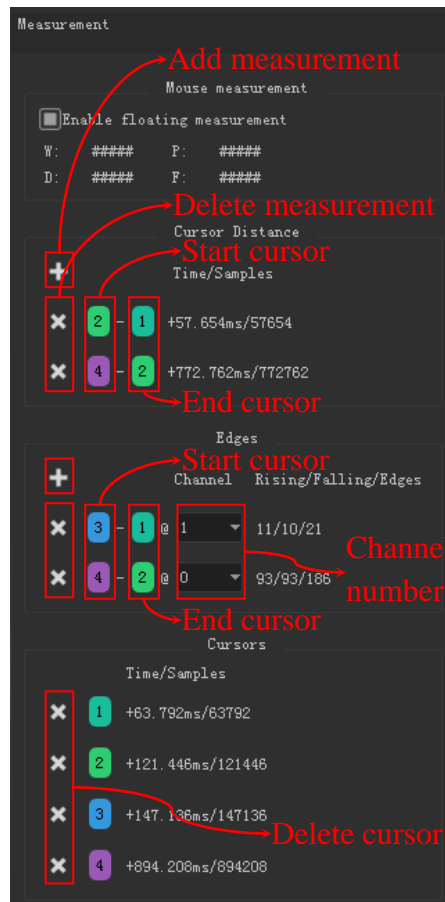 Measurement
Add measurement
Mouse measurement
Enable floating measurement
W: ##### P: #####
D: ##### F: #####
Delete measurement
Cursor Distance
Start cursor
Time/Samples
2 - 1 +57.654ms/57654
4 - 2 +772.762ms/772762
End cursor
Edges
Start cursor
Channel Rising/Falling/Edges
3 - 1 @ 1 11/10/21
Channe
4 - 2 @ 0 93/93/186
number
End cursor
Cursors
Time/Samples
1 +63.792ms/63792
2 +121.446ms/121446
3 +147.136ms/147136
Delete cursor
4 +894.208ms/894208